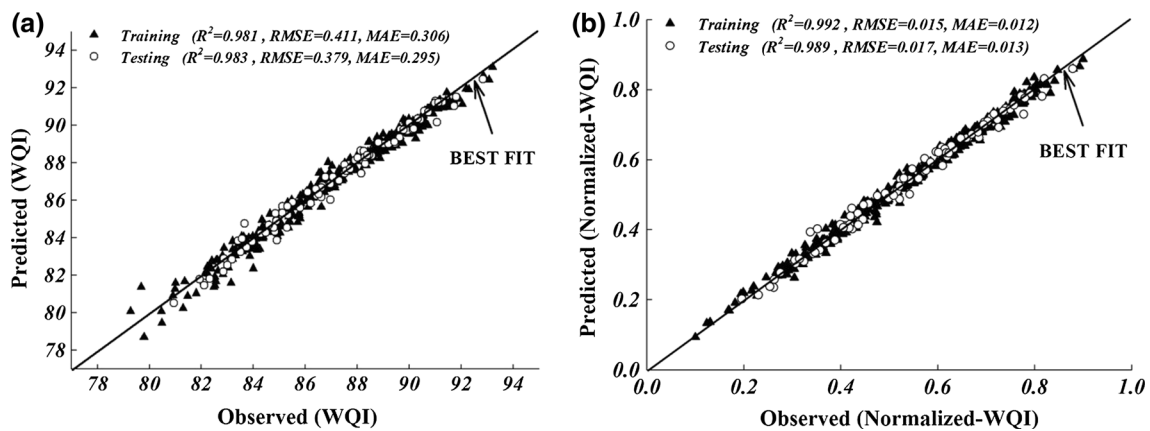 (a)
Training (R²=0.981 , RMSE=0.411, MAE=0.306)
Testing (R²=0.983 , RMSE=0.379, MAE=0.295)
94
92
90
88
86
84
82
80
78
Predicted (WQI)
BEST FIT
78 80 82 84 86 88 90 92 94
Observed (WQI)
(b)
Training (R²=0.992 , RMSE=0.015, MAE=0.012)
Testing (R²=0.989 , RMSE=0.017, MAE=0.013)
1.0
0.8
0.6
0.4
0.2
0.0
Predicted (Normalized-WQI)
BEST FIT
0.0 0.2 0.4 0.6 0.8 1.0
Observed (Normalized-WQI)